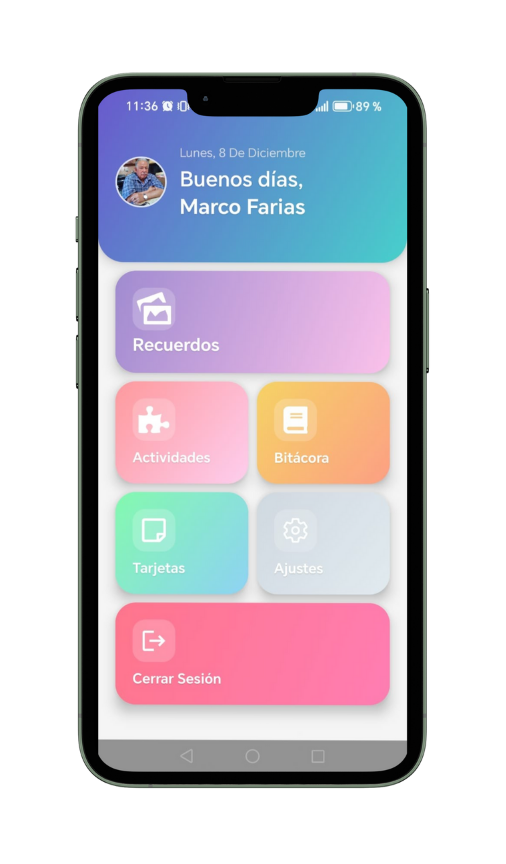 11:36
89 %
Lunes, 8 De Diciembre
Buenos días,
Marco Farias
Recuerdos
Actividades
Bitácora
Tarjetas
Ajustes
Cerrar Sesión